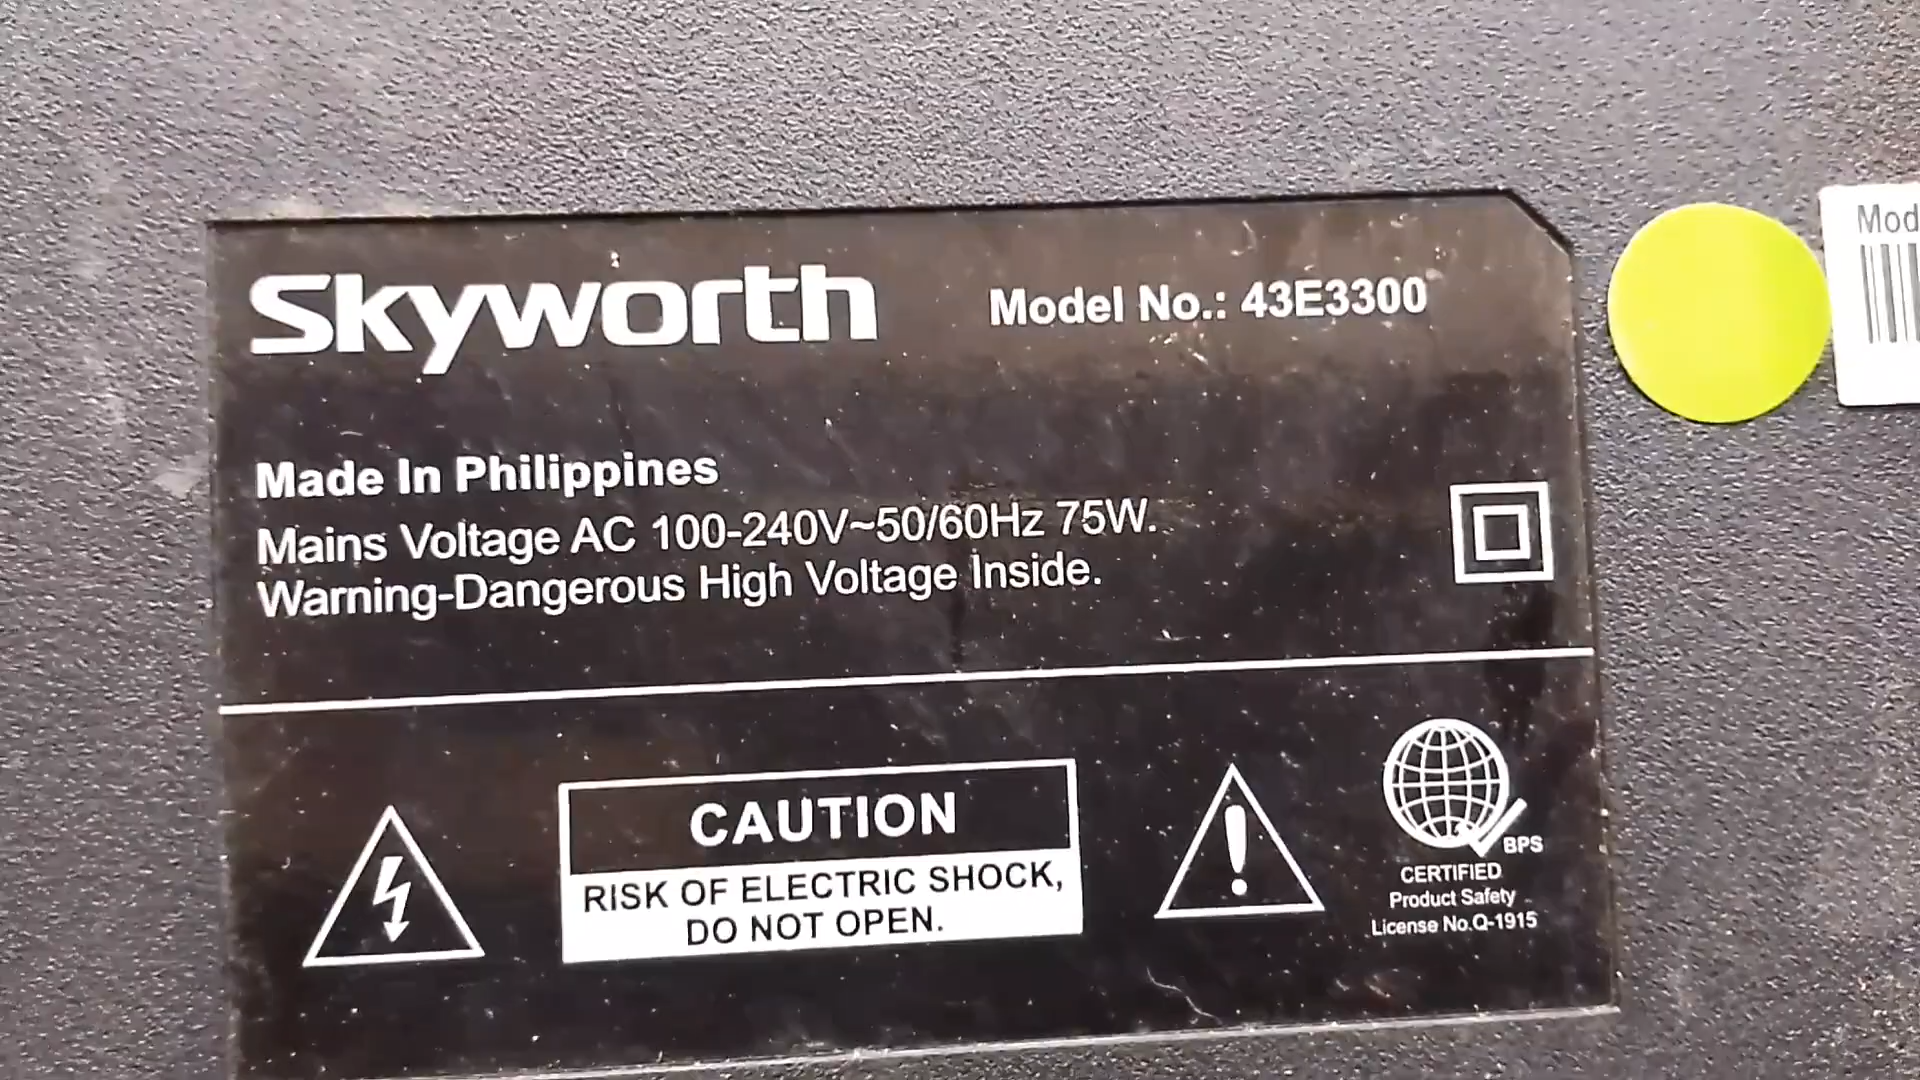 Skyworth
Model No.: 43E3300
Mod
Made In Philippines
Mains Voltage AC 100-240V~50/60Hz 75W.
Warning-Dangerous High Voltage Inside.
CAUTION
RISK OF ELECTRIC SHOCK,
DO NOT OPEN.
BPS
CERTIFIED
Product Safety
License No.Q-1915